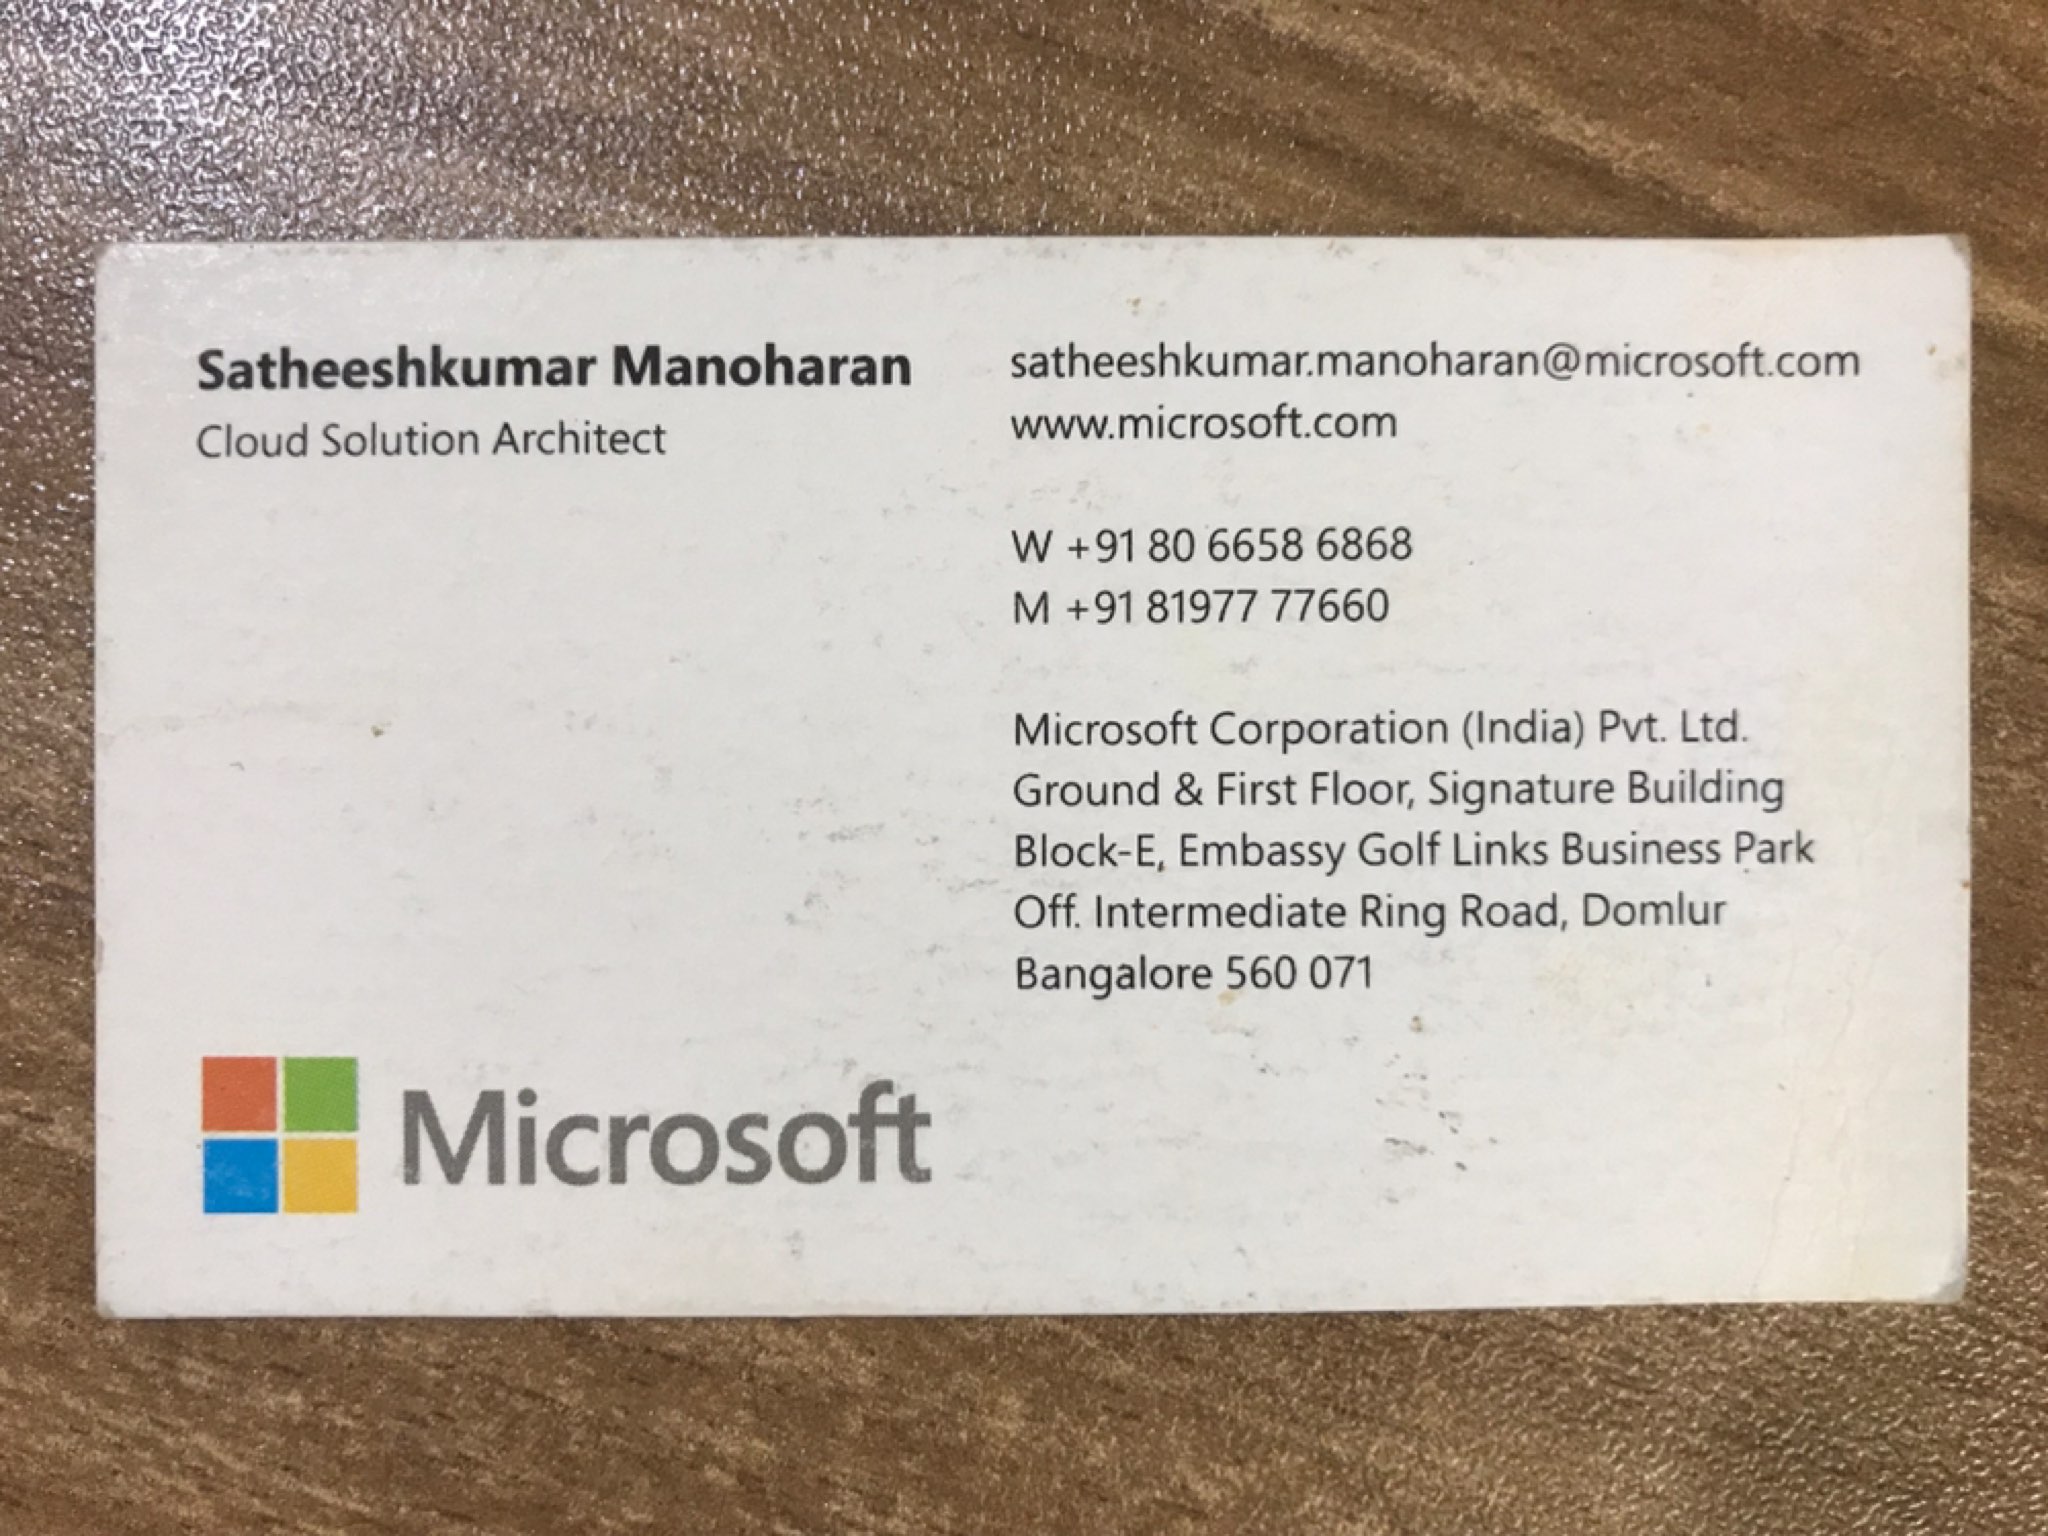 Satheeshkumar Manoharan
Cloud Solution Architect
satheeshkumar.manoharan@microsoft.com
www.microsoft.com
W +91 80 6658 6868
M +91 81977 77660
Microsoft Corporation (India) Pvt. Ltd.
Ground & First Floor, Signature Building
Block-E, Embassy Golf Links Business Park
Off. Intermediate Ring Road, Domlur
Bangalore 560 071
Microsoft